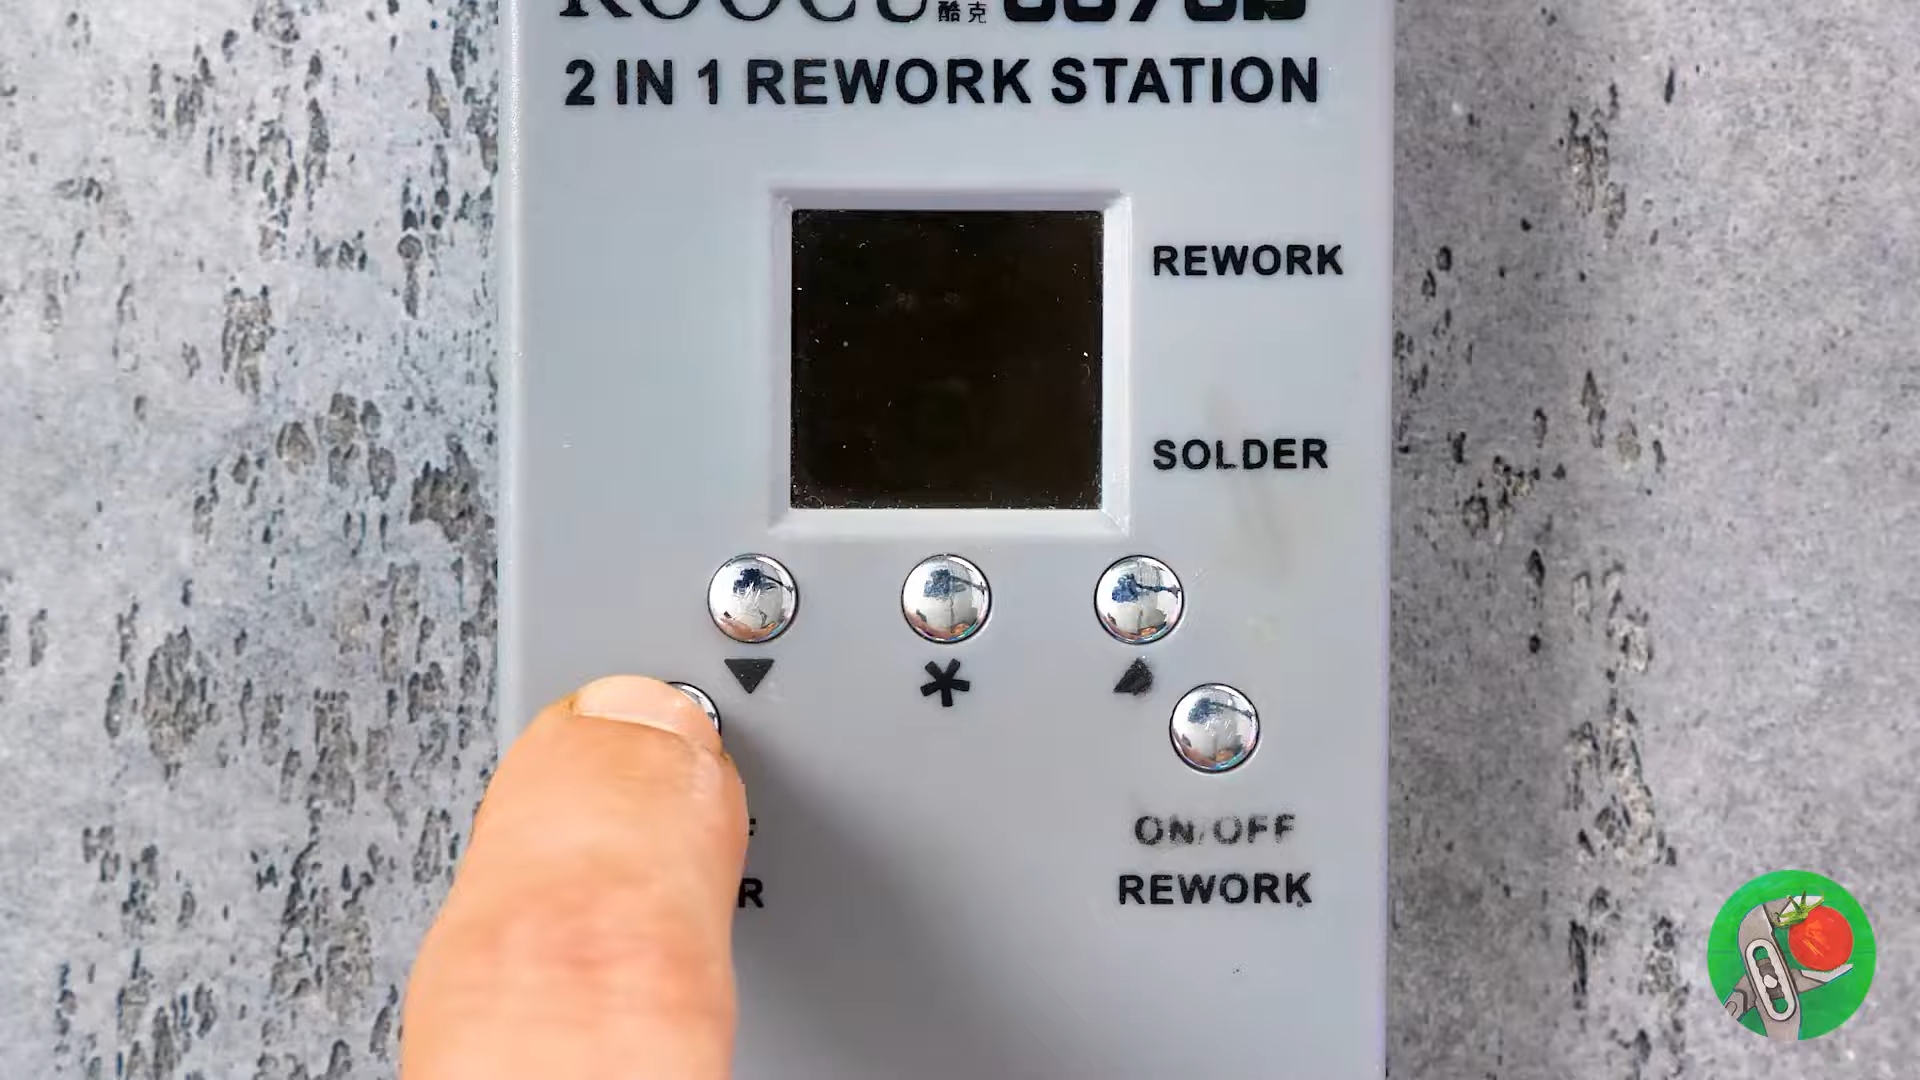 酷克
2 IN 1 REWORK STATION
REWORK
SOLDER
ON/OFF
REWORK